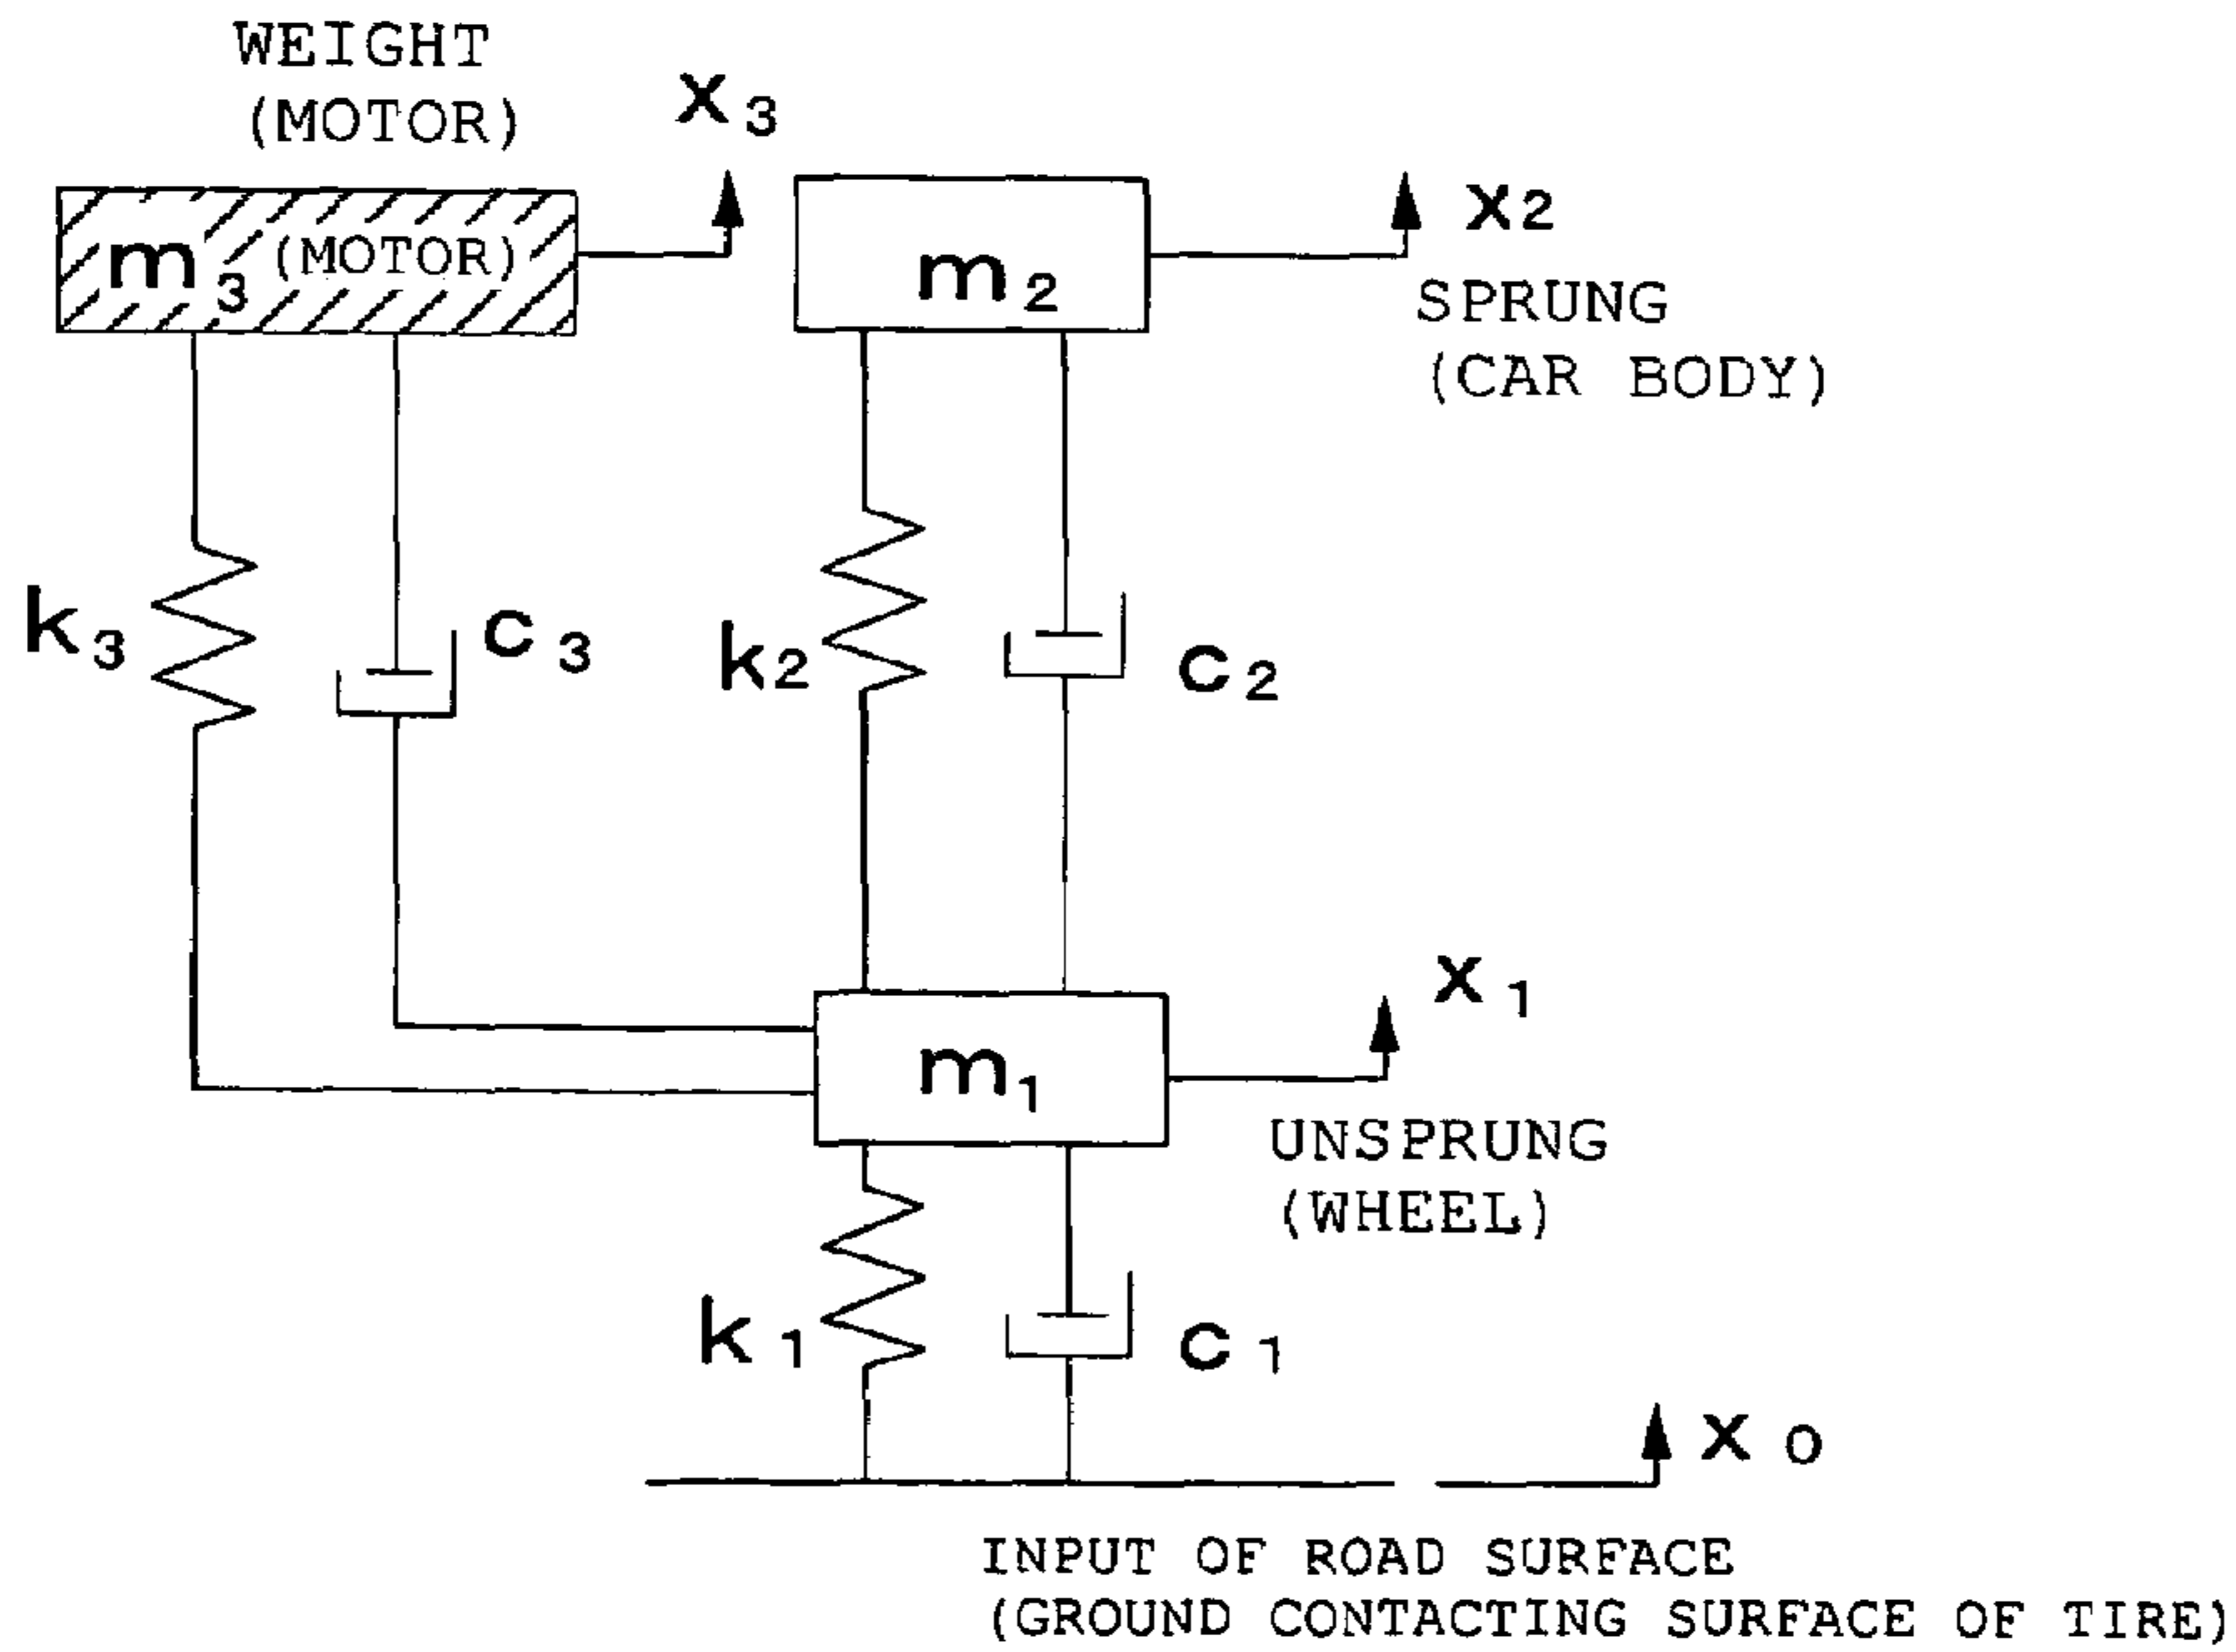 WEIGHT
(MOTOR)
x3
m3 (MOTOR)
m2
x2
SPRUNG
(CAR BODY)
k3
c3
k2
c2
x1
m1
UNSPRUNG
(WHEEL)
k1
c1
x0
INPUT OF ROAD SURFACE
(GROUND CONTACTING SURFACE OF TIRE)